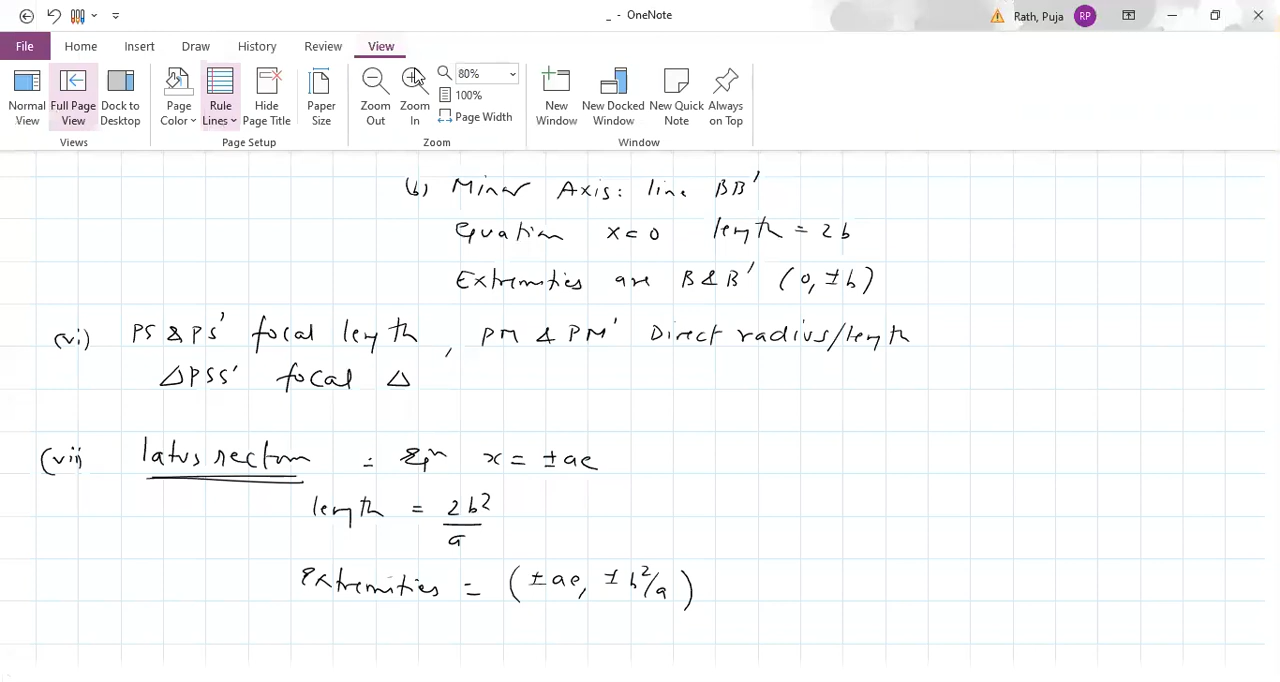 _ - OneNote
Rath, Puja RP
File Home Insert Draw History Review View
Normal View Full Page View Dock to Desktop Page Color Rule Lines Hide Page Title Paper Size Zoom Out Zoom In 80% 100% Page Width New Window New Docked Window New Quick Note Always on Top
Views Page Setup Zoom Window
(b) Minor Axis: line BB'
Equation x=0 length = 2b
Extremities are B & B' (0, ±b)
(vi) PS & PS' focal length, PM & PM' Direct radius/length
△PSS' focal △
(vii) latus rectum = Eqn x = ±ae
length = 2b²/a
extremities = (±ae, ±b²/a)